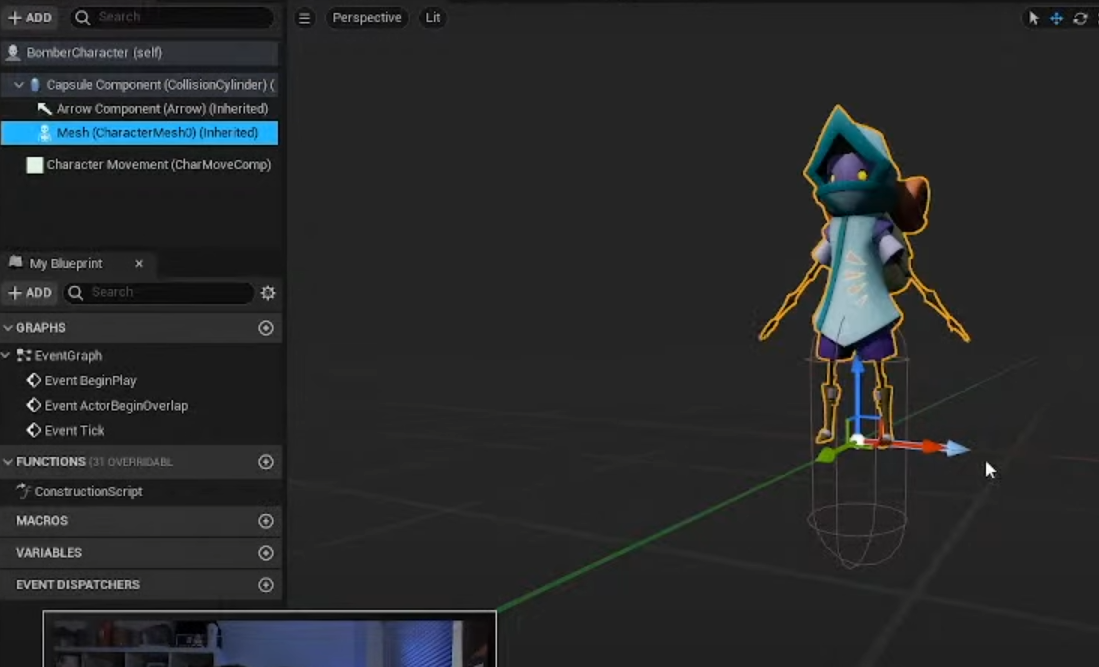 + ADD
Search
BomberCharacter (self)
Capsule Component (CollisionCylinder) (
Arrow Component (Arrow) (Inherited)
Mesh (CharacterMesh0) (Inherited)
Character Movement (CharMoveComp)
My Blueprint
+ ADD
Search
GRAPHS
EventGraph
Event BeginPlay
Event ActorBeginOverlap
Event Tick
FUNCTIONS (31 OVERRIDABL
ConstructionScript
MACROS
VARIABLES
EVENT DISPATCHERS
Perspective
Lit